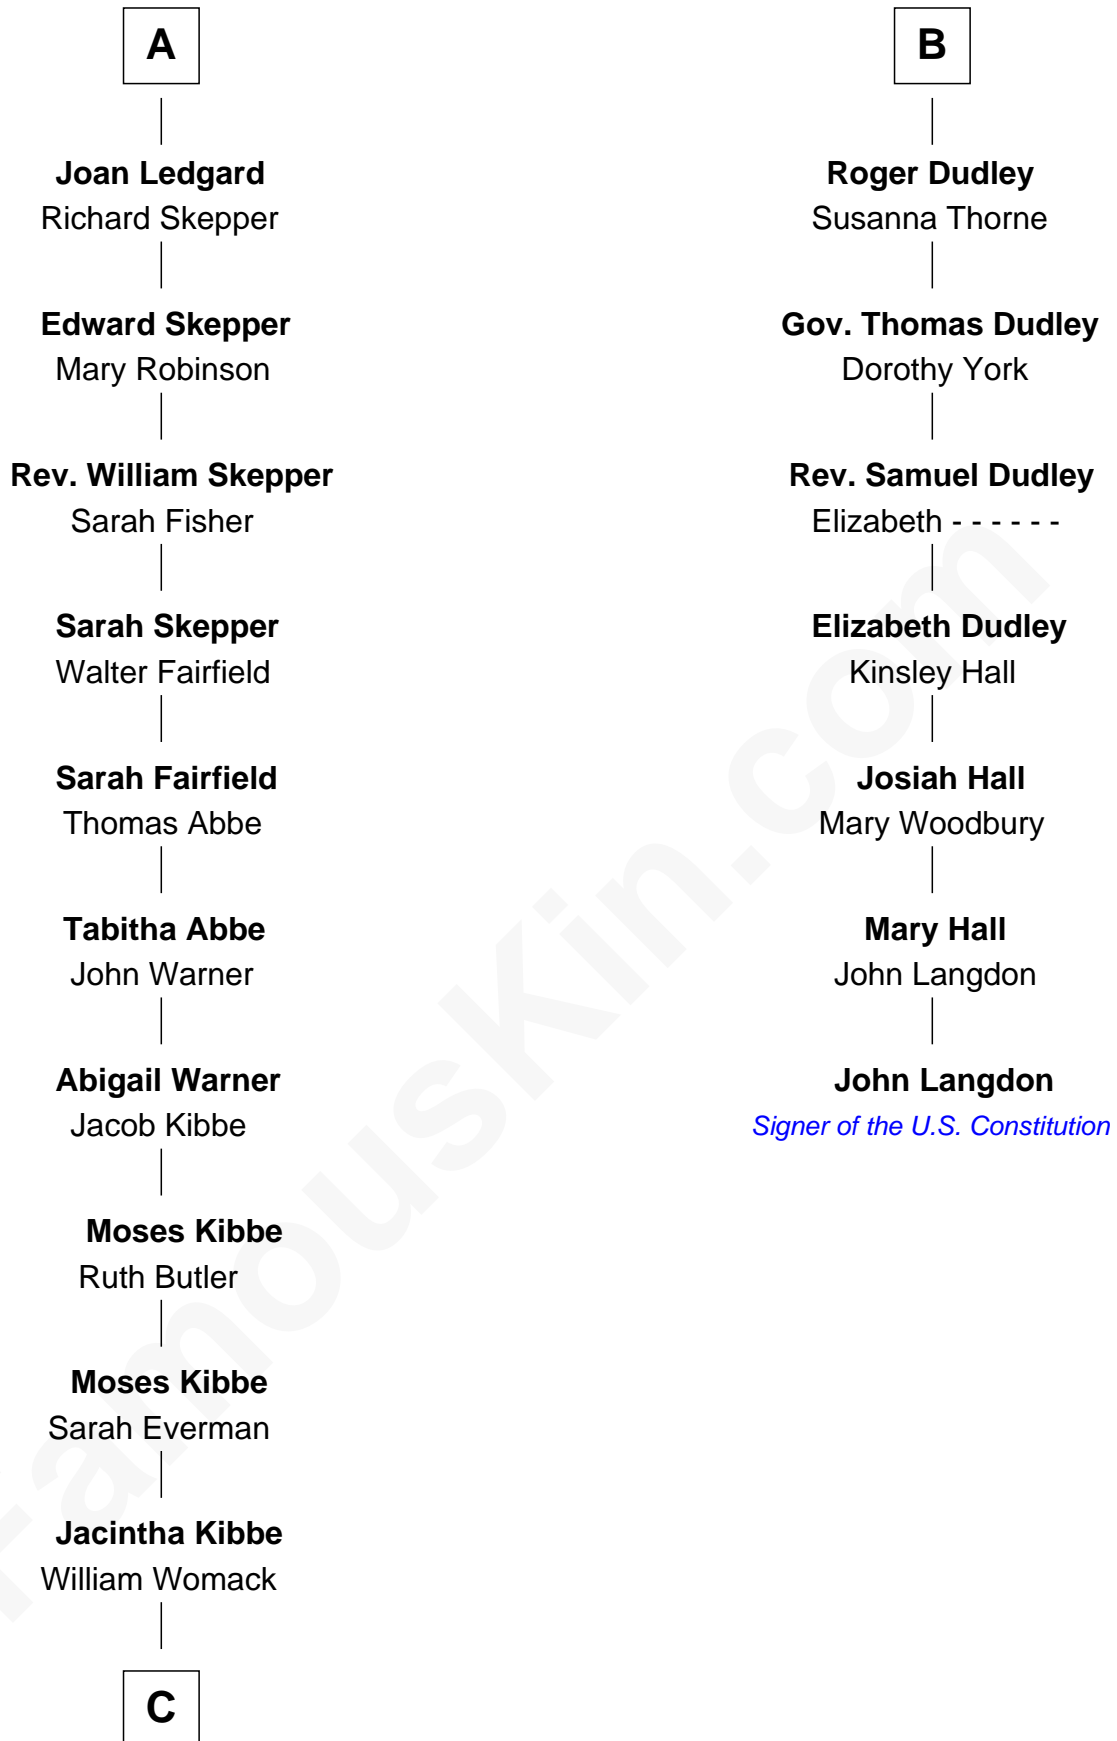 A
Joan Ledgard
Richard Skepper
Edward Skepper
Mary Robinson
Rev. William Skepper
Sarah Fisher
Sarah Skepper
Walter Fairfield
Sarah Fairfield
Thomas Abbe
Tabitha Abbe
John Warner
Abigail Warner
Jacob Kibbe
Moses Kibbe
Ruth Butler
Moses Kibbe
Sarah Everman
Jacintha Kibbe
William Womack
C
B
Roger Dudley
Susanna Thorne
Gov. Thomas Dudley
Dorothy York
Rev. Samuel Dudley
Elizabeth - - - - - -
Elizabeth Dudley
Kinsley Hall
Josiah Hall
Mary Woodbury
Mary Hall
John Langdon
John Langdon
Signer of the U.S. Constitution
FamousKin.com